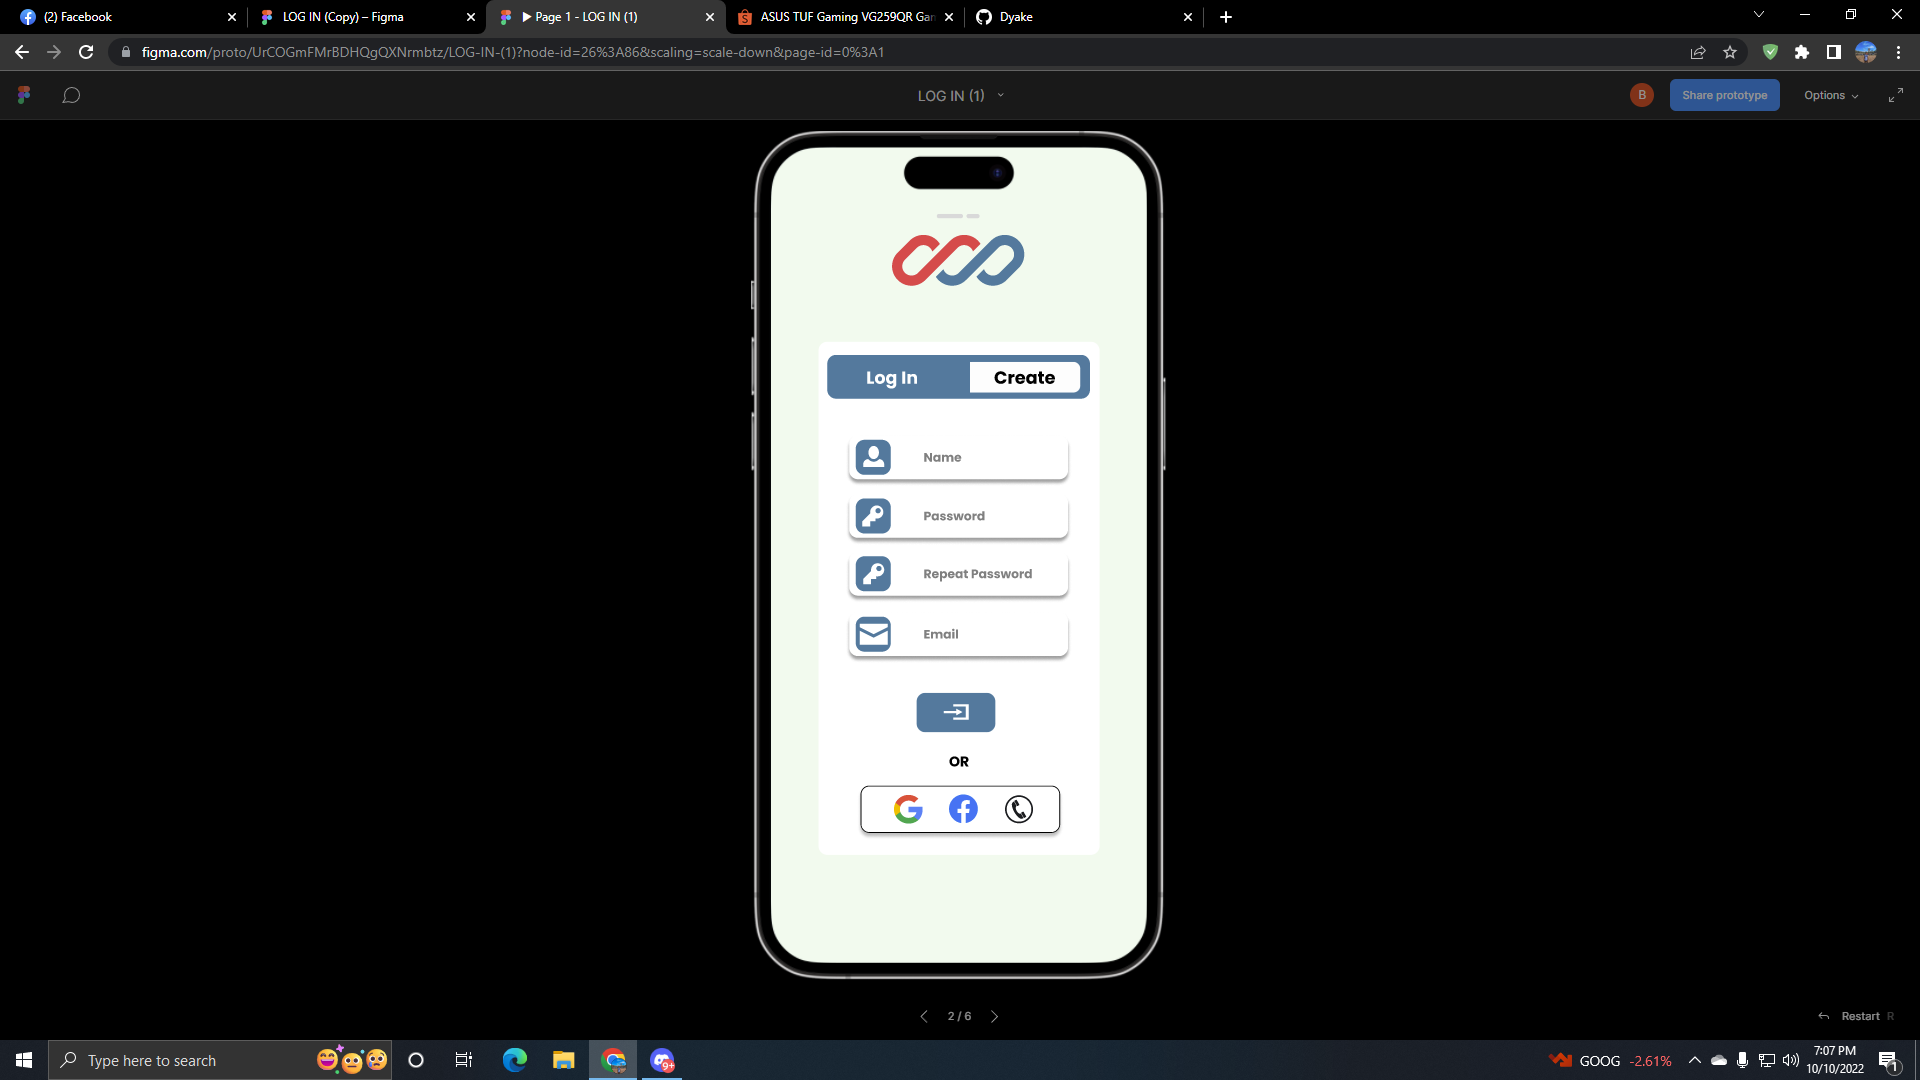 (2) Facebook
LOG IN (Copy) – Figma
▶ Page 1 - LOG IN (1)
ASUS TUF Gaming VG259QR Gam
Dyake
figma.com/proto/UrCOGmFMrBDHQgQXNrmbtz/LOG-IN-(1)?node-id=26%3A86&scaling=scale-down&page-id=0%3A1
LOG IN (1)
B
Share prototype
Options
Log In
Create
Name
Password
Repeat Password
Email
OR
2 / 6
Restart R
Type here to search
9+
GOOG -2.61%
7:07 PM
10/10/2022
1